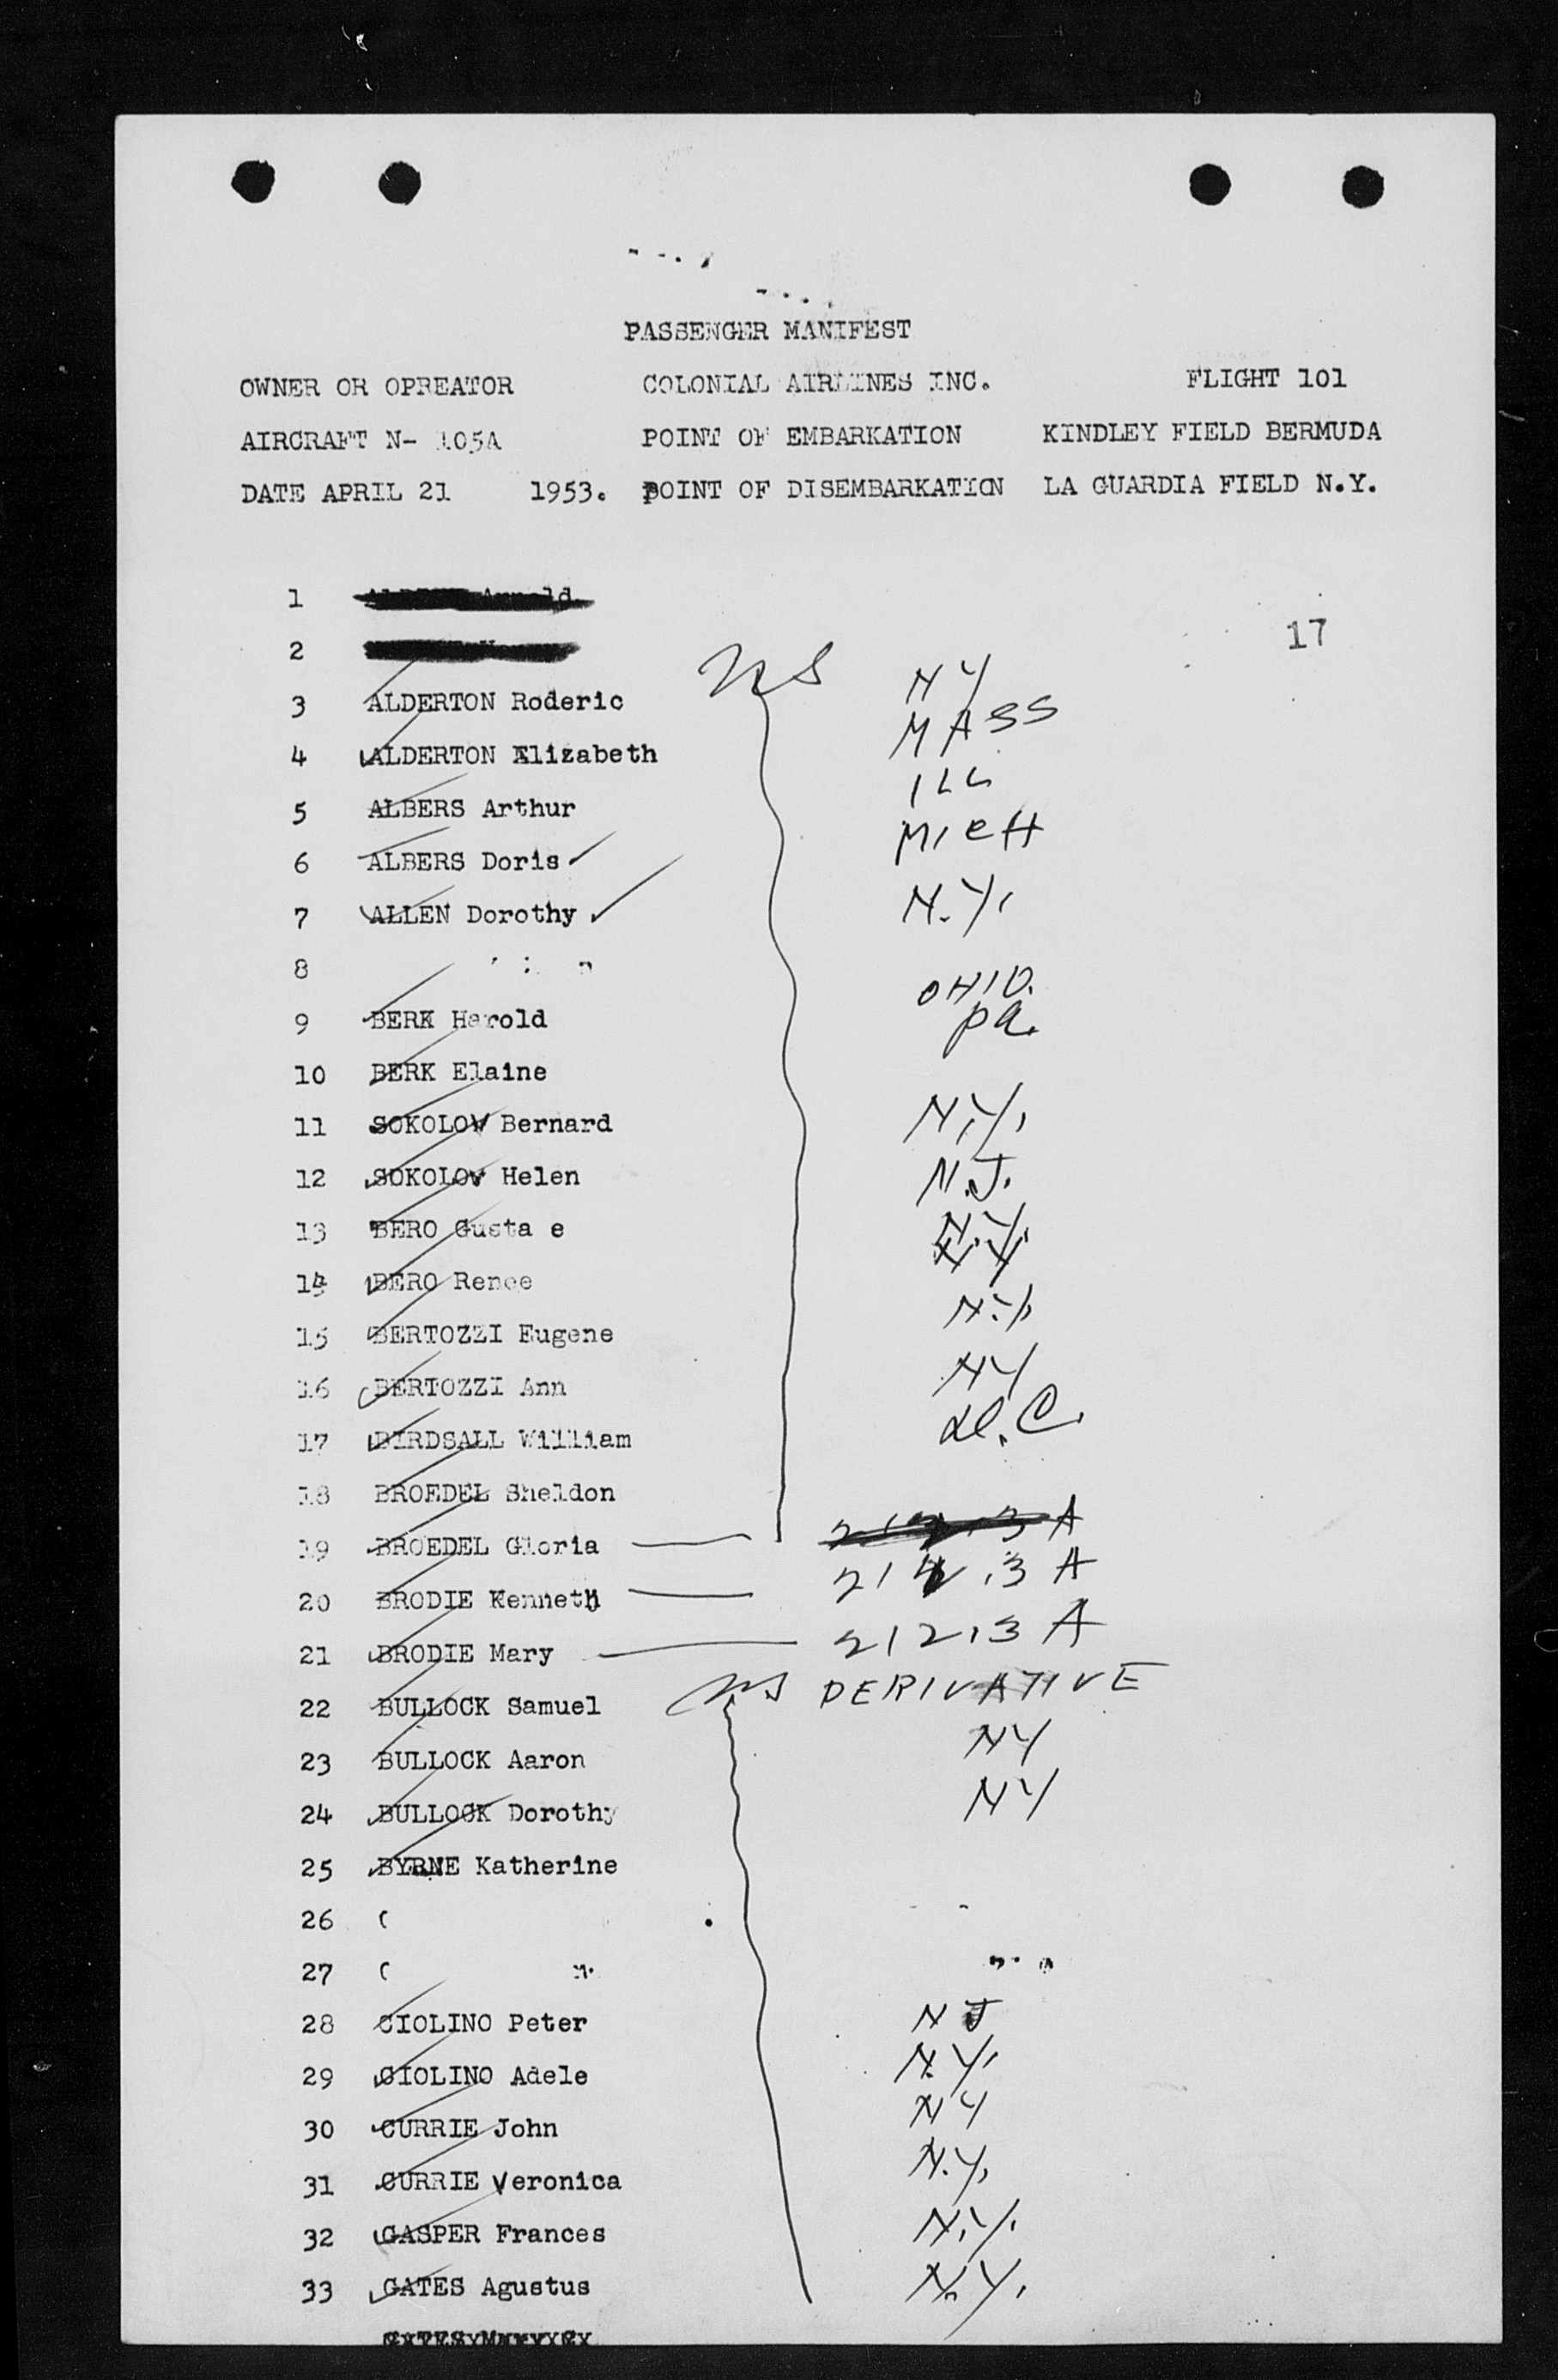 PASSENGER MANIFEST
OWNER OR OPREATOR COLONIAL AIRLINES INC. FLIGHT 101
AIRCRAFT N- 105A POINT OF EMBARKATION KINDLEY FIELD BERMUDA
DATE APRIL 21 1953. POINT OF DISEMBARKATION LA GUARDIA FIELD N.Y.
1
17
2
3 ALDERTON Roderic NY
4 ALDERTON Elizabeth MASS
5 ALBERS Arthur ILL
6 ALBERS Doris MICH
7 ALLEN Dorothy N.Y.
8 OHIO.
9 BERK Harold Pa.
10 BERK Elaine
11 SOKOLOV Bernard N.Y.
12 SOKOLOV Helen N.J.
13 BERO Gusta e N.Y.
14 BERO Renee
15 BERTOZZI Eugene N.Y.
16 BERTOZZI Ann NY
17 BIRDSALL William D.C.
18 BROEDEL Sheldon
19 BROEDEL Gloria 212.3 A
20 BRODIE Kenneth 212.3 A
21 BRODIE Mary 212.3 A
22 BULLOCK Samuel DERIVATIVE
23 BULLOCK Aaron NY
24 BULLOCK Dorothy NY
25 BYRNE Katherine
26
27
28 CIOLINO Peter NJ
29 CIOLINO Adele N.Y.
30 CURRIE John NY
31 CURRIE Veronica N.Y.
32 GASPER Frances N.Y.
33 GATES Agustus N.Y.